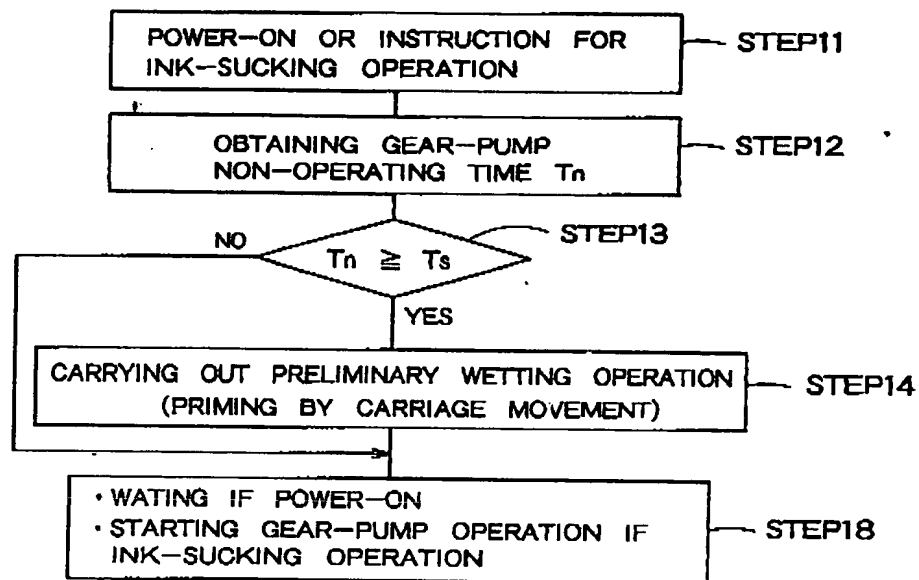 POWER-ON OR INSTRUCTION FOR
INK-SUCKING OPERATION
STEP11
OBTAINING GEAR-PUMP
NON-OPERATING TIME Tn
STEP12
STEP13
NO
Tn ≧ Ts
YES
CARRYING OUT PRELIMINARY WETTING OPERATION
(PRIMING BY CARRIAGE MOVEMENT)
STEP14
・WATING IF POWER-ON
・STARTING GEAR-PUMP OPERATION IF
INK-SUCKING OPERATION
STEP18